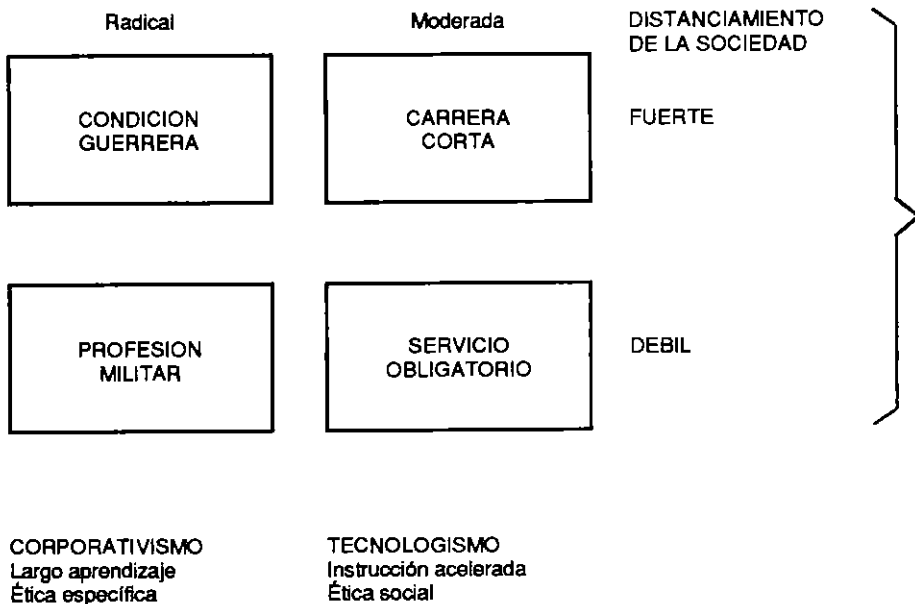 Radical
Moderada
DISTANCIAMIENTO
DE LA SOCIEDAD
CONDICION
GUERRERA
CARRERA
CORTA
FUERTE
PROFESION
MILITAR
SERVICIO
OBLIGATORIO
DEBIL
CORPORATIVISMO
Largo aprendizaje
Ética específica
TECNOLOGISMO
Instrucción acelerada
Ética social